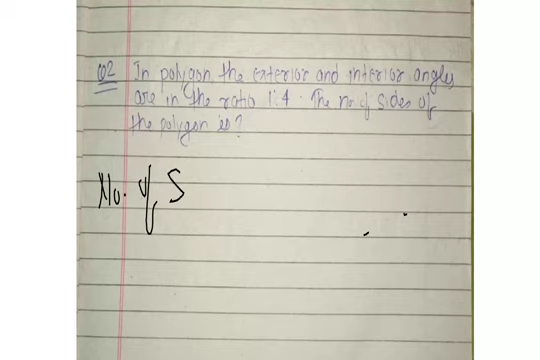 Q2 In polygon the exterior and interior angles
are in the ratio 1:4. The no of sides of
the polygon is?
No. of S